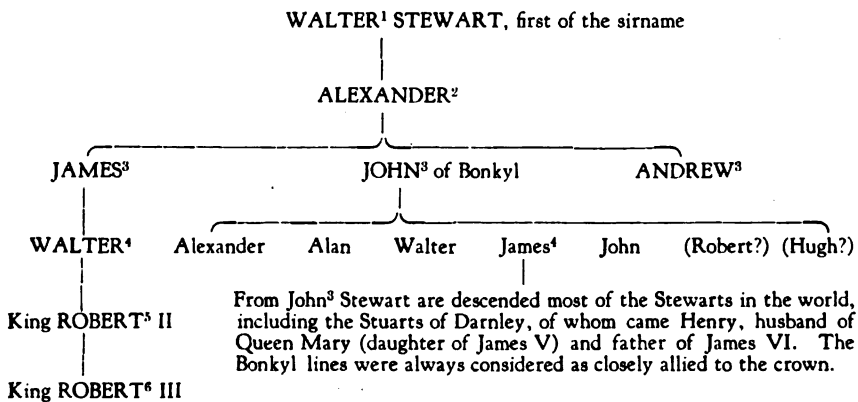 WALTER¹ STEWART, first of the sirname
ALEXANDER²
JAMES³ JOHN³ of Bonkyl ANDREW³
WALTER⁴ Alexander Alan Walter James⁴ John (Robert?) (Hugh?)
King ROBERT⁵ II
King ROBERT⁶ III
From John³ Stewart are descended most of the Stewarts in the world,
including the Stuarts of Darnley, of whom came Henry, husband of
Queen Mary (daughter of James V) and father of James VI. The
Bonkyl lines were always considered as closely allied to the crown.